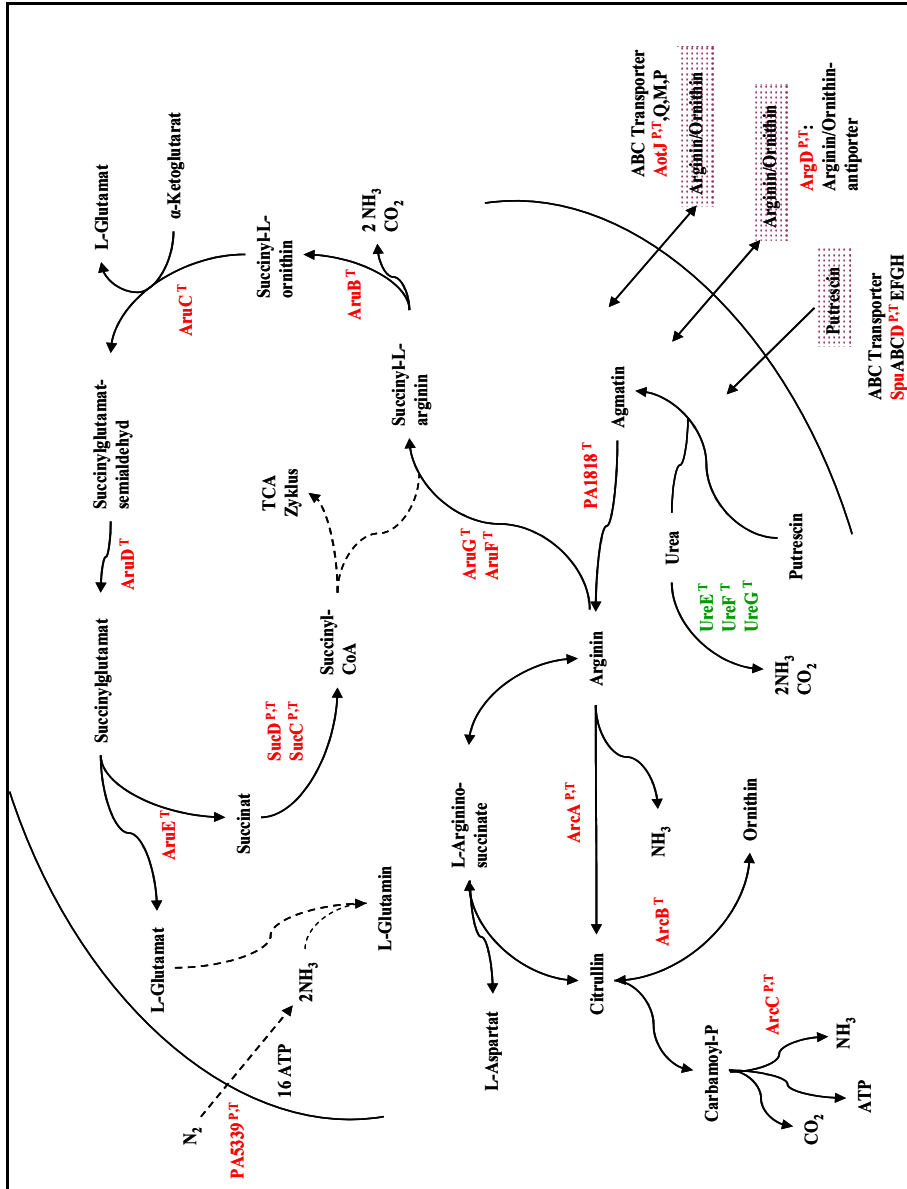 N₂
PA5339 P,T
16 ATP
2NH₃
L-Glutamat
L-Glutamin
AruE T
Succinat
Succinylglutamat
AruD T
Succinylglutamat-
semialdehyd
AruC T
L-Glutamat
α-Ketoglutarat
Succinyl-L-
ornithin
AruB T
2 NH₃
CO₂
Succinyl-L-
arginin
SucD P,T
SucC P,T
Succinyl-
CoA
TCA
Zyklus
AruG T
AruF T
L-Aspartat
L-Arginino-
succinate
Citrullin
ArcA P,T
Arginin
PA1818 T
Agmatin
NH₃
ArcB T
Ornithin
Carbamoyl-P
ArcC P,T
CO₂
ATP
NH₃
UreE T
UreF T
UreG T
2NH₃
CO₂
Urea
Putrescin
ABC Transporter
AotJ P,T,Q,M,P
Arginin/Ornithin
Arginin/Ornithin
ArgD P,T:
Arginin/Ornithin-
antiporter
Putrescin
ABC Transporter
SpuABCD P,T EFGH